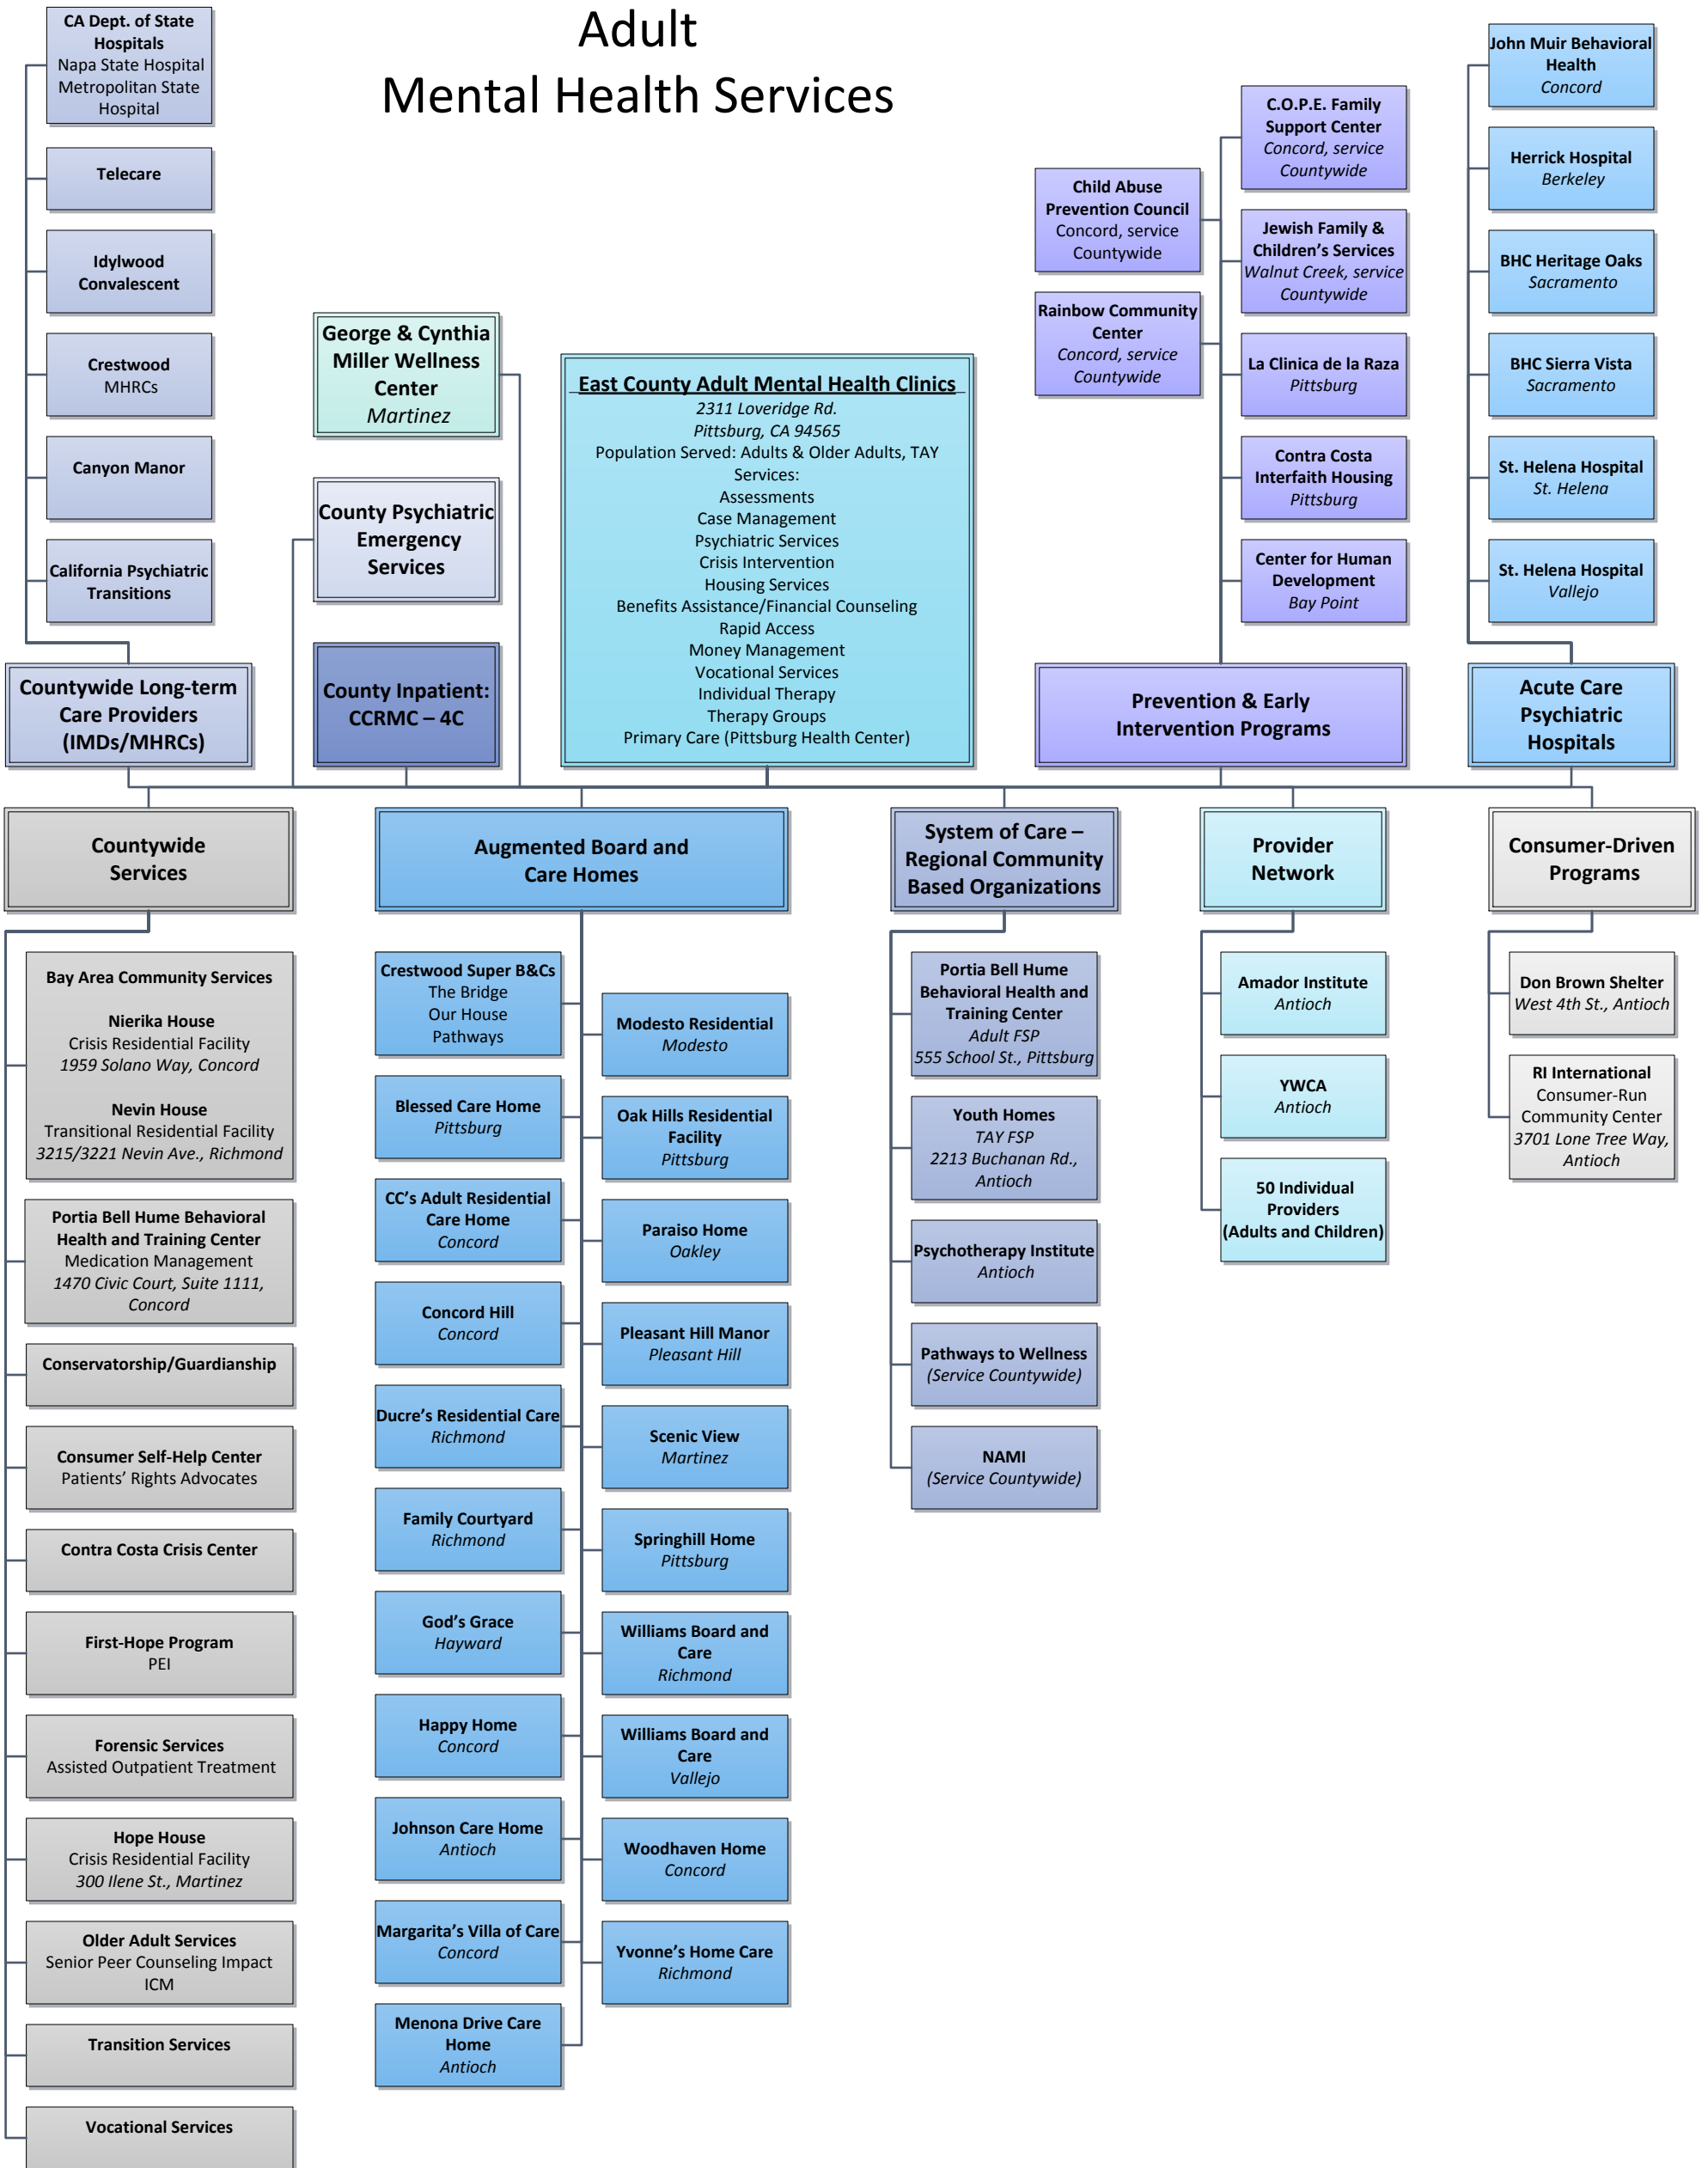 Adult
Mental Health Services
CA Dept. of State
Hospitals
Napa State Hospital
Metropolitan State
Hospital
Telecare
Idylwood
Convalescent
Crestwood
MHRCs
Canyon Manor
California Psychiatric
Transitions
Countywide Long-term
Care Providers
(IMDs/MHRCs)
George & Cynthia
Miller Wellness
Center
Martinez
County Psychiatric
Emergency
Services
County Inpatient:
CCRMC – 4C
East County Adult Mental Health Clinics
2311 Loveridge Rd.
Pittsburg, CA 94565
Population Served: Adults & Older Adults, TAY
Services:
Assessments
Case Management
Psychiatric Services
Crisis Intervention
Housing Services
Benefits Assistance/Financial Counseling
Rapid Access
Money Management
Vocational Services
Individual Therapy
Therapy Groups
Primary Care (Pittsburg Health Center)
Child Abuse
Prevention Council
Concord, service
Countywide
Rainbow Community
Center
Concord, service
Countywide
C.O.P.E. Family
Support Center
Concord, service
Countywide
Jewish Family &
Children's Services
Walnut Creek, service
Countywide
La Clinica de la Raza
Pittsburg
Contra Costa
Interfaith Housing
Pittsburg
Center for Human
Development
Bay Point
Prevention & Early
Intervention Programs
John Muir Behavioral
Health
Concord
Herrick Hospital
Berkeley
BHC Heritage Oaks
Sacramento
BHC Sierra Vista
Sacramento
St. Helena Hospital
St. Helena
St. Helena Hospital
Vallejo
Acute Care
Psychiatric
Hospitals
Countywide
Services
Bay Area Community Services
Nierika House
Crisis Residential Facility
1959 Solano Way, Concord
Nevin House
Transitional Residential Facility
3215/3221 Nevin Ave., Richmond
Portia Bell Hume Behavioral
Health and Training Center
Medication Management
1470 Civic Court, Suite 1111,
Concord
Conservatorship/Guardianship
Consumer Self-Help Center
Patients' Rights Advocates
Contra Costa Crisis Center
First-Hope Program
PEI
Forensic Services
Assisted Outpatient Treatment
Hope House
Crisis Residential Facility
300 Ilene St., Martinez
Older Adult Services
Senior Peer Counseling Impact
ICM
Transition Services
Vocational Services
Augmented Board and
Care Homes
Crestwood Super B&Cs
The Bridge
Our House
Pathways
Blessed Care Home
Pittsburg
CC's Adult Residential
Care Home
Concord
Concord Hill
Concord
Ducre's Residential Care
Richmond
Family Courtyard
Richmond
God's Grace
Hayward
Happy Home
Concord
Johnson Care Home
Antioch
Margarita's Villa of Care
Concord
Menona Drive Care
Home
Antioch
Modesto Residential
Modesto
Oak Hills Residential
Facility
Pittsburg
Paraiso Home
Oakley
Pleasant Hill Manor
Pleasant Hill
Scenic View
Martinez
Springhill Home
Pittsburg
Williams Board and
Care
Richmond
Williams Board and
Care
Vallejo
Woodhaven Home
Concord
Yvonne's Home Care
Richmond
System of Care –
Regional Community
Based Organizations
Portia Bell Hume
Behavioral Health and
Training Center
Adult FSP
555 School St., Pittsburg
Youth Homes
TAY FSP
2213 Buchanan Rd.,
Antioch
Psychotherapy Institute
Antioch
Pathways to Wellness
(Service Countywide)
NAMI
(Service Countywide)
Provider
Network
Amador Institute
Antioch
YWCA
Antioch
50 Individual
Providers
(Adults and Children)
Consumer-Driven
Programs
Don Brown Shelter
West 4th St., Antioch
RI International
Consumer-Run
Community Center
3701 Lone Tree Way,
Antioch